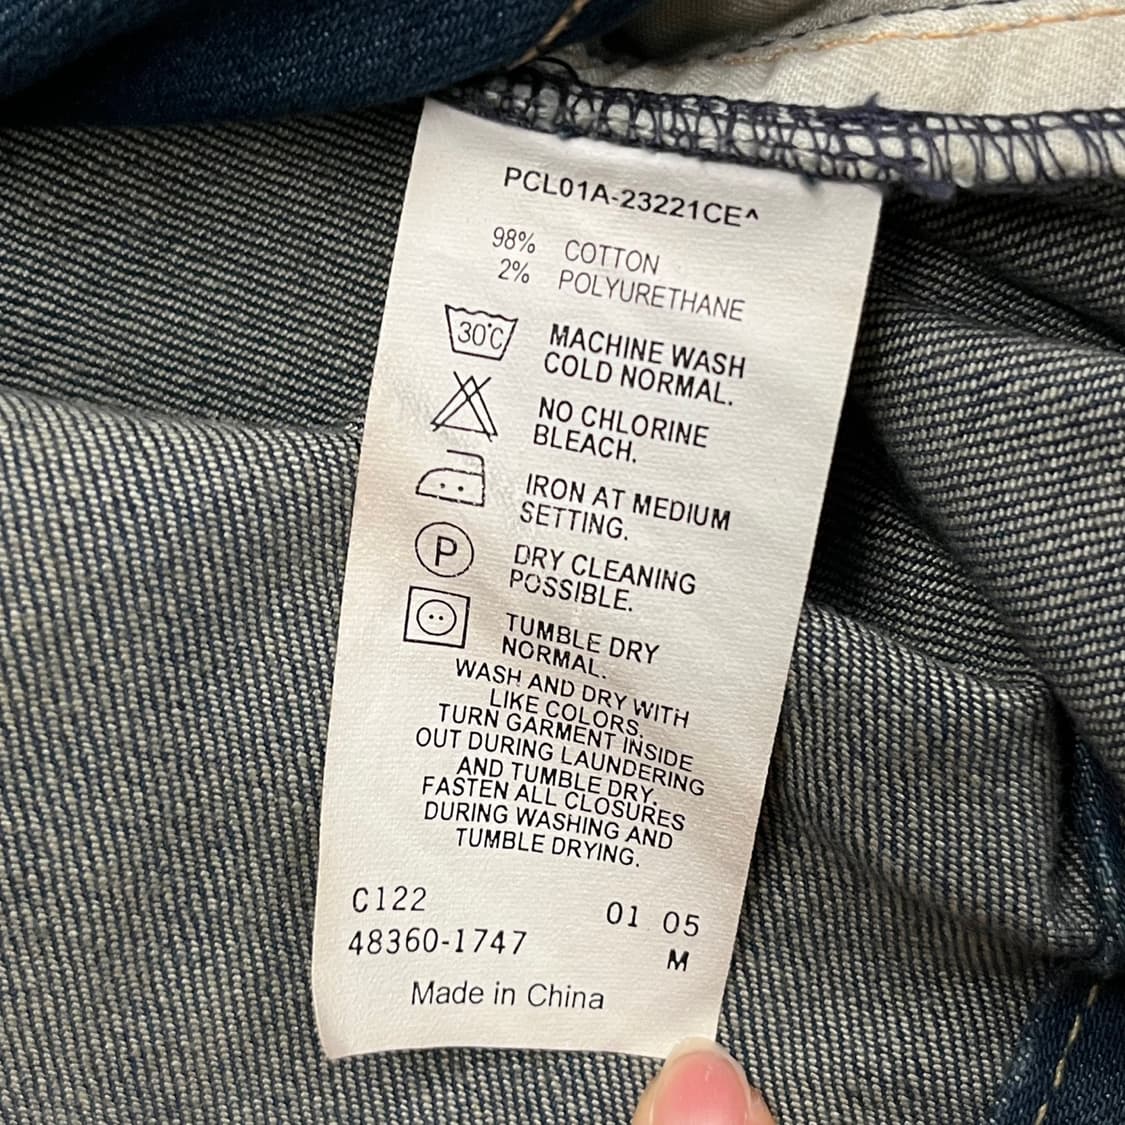 PCL01A-23221CE^
98% COTTON
2% POLYURETHANE
30°C MACHINE WASH
COLD NORMAL.
NO CHLORINE
BLEACH.
IRON AT MEDIUM
SETTING.
P DRY CLEANING
POSSIBLE.
TUMBLE DRY
NORMAL.
WASH AND DRY WITH
LIKE COLORS.
TURN GARMENT INSIDE
OUT DURING LAUNDERING
AND TUMBLE DRY.
FASTEN ALL CLOSURES
DURING WASHING AND
TUMBLE DRYING.
C122 01 05
48360-1747 M
Made in China